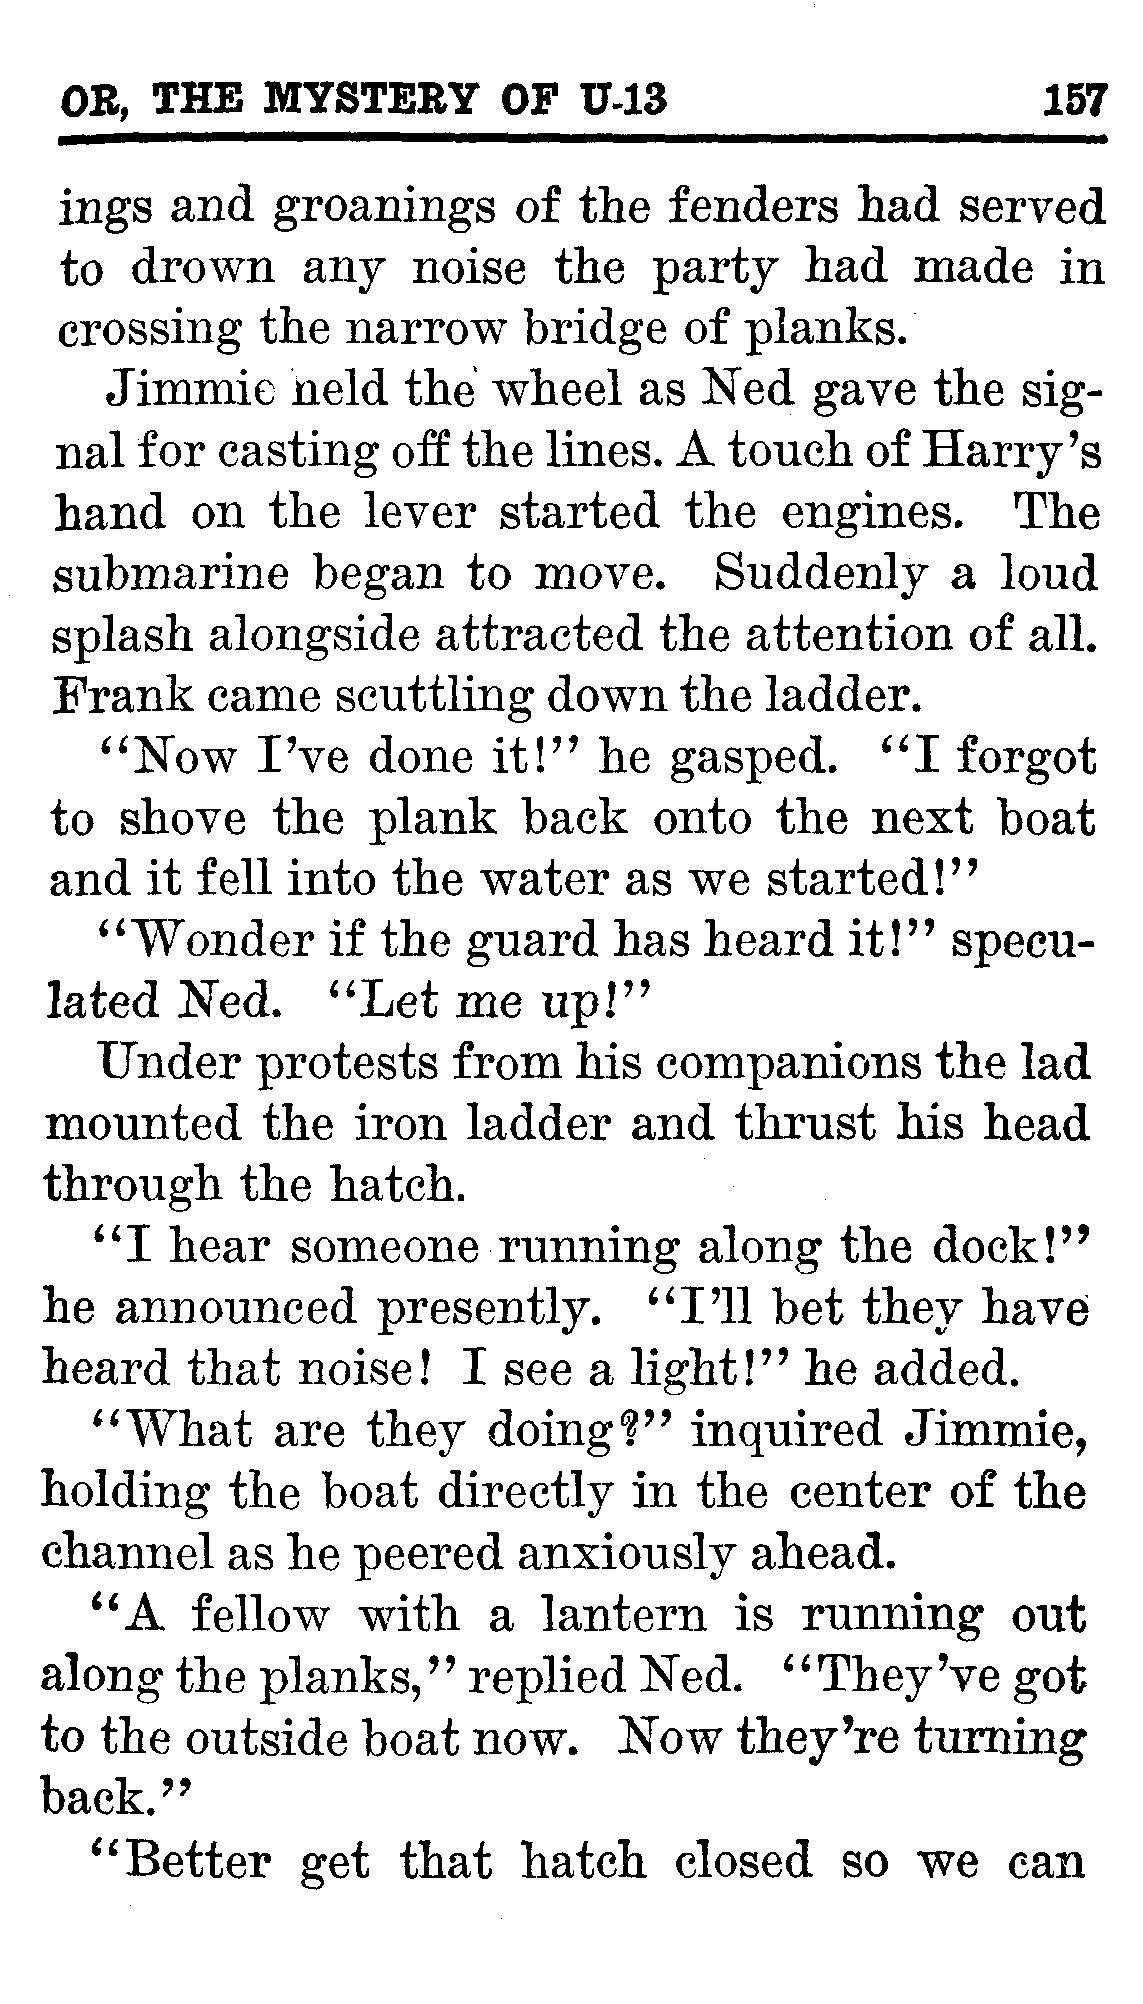 OR, THE MYSTERY OF U-13 157
ings and groanings of the fenders had served
to drown any noise the party had made in
crossing the narrow bridge of planks.
Jimmie held the wheel as Ned gave the sig-
nal for casting off the lines. A touch of Harry's
hand on the lever started the engines. The
submarine began to move. Suddenly a loud
splash alongside attracted the attention of all.
Frank came scuttling down the ladder.
"Now I've done it!" he gasped. "I forgot
to shove the plank back onto the next boat
and it fell into the water as we started!"
"Wonder if the guard has heard it!" specu-
lated Ned. "Let me up!"
Under protests from his companions the lad
mounted the iron ladder and thrust his head
through the hatch.
"I hear someone running along the dock!"
he announced presently. "I'll bet they have
heard that noise! I see a light!" he added.
"What are they doing?" inquired Jimmie,
holding the boat directly in the center of the
channel as he peered anxiously ahead.
"A fellow with a lantern is running out
along the planks," replied Ned. "They've got
to the outside boat now. Now they're turning
back."
"Better get that hatch closed so we can